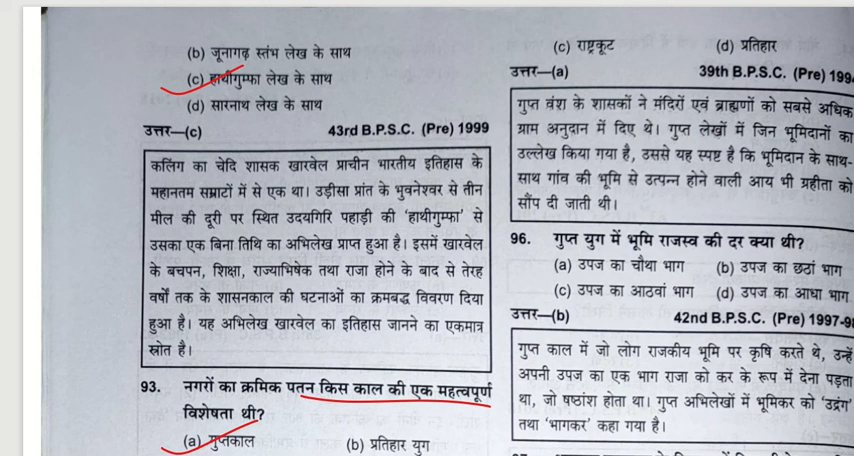 (b) जूनागढ़ स्तंभ लेख के साथ
(c) हाथीगुम्फा लेख के साथ
(d) सारनाथ लेख के साथ
उत्तर—(c) 43rd B.P.S.C. (Pre) 1999
कलिंग का चेदि शासक खारवेल प्राचीन भारतीय इतिहास के
महानतम सम्राटों में से एक था। उड़ीसा प्रांत के भुवनेश्वर से तीन
मील की दूरी पर स्थित उदयगिरि पहाड़ी की 'हाथीगुम्फा' से
उसका एक बिना तिथि का अभिलेख प्राप्त हुआ है। इसमें खारवेल
के बचपन, शिक्षा, राज्याभिषेक तथा राजा होने के बाद से तेरह
वर्षों तक के शासनकाल की घटनाओं का क्रमबद्ध विवरण दिया
हुआ है। यह अभिलेख खारवेल का इतिहास जानने का एकमात्र
स्रोत है।
93. नगरों का क्रमिक पतन किस काल की एक महत्वपूर्ण
विशेषता थी?
(a) गुप्तकाल (b) प्रतिहार युग
(c) राष्ट्रकूट (d) प्रतिहार
उत्तर—(a) 39th B.P.S.C. (Pre) 199
गुप्त वंश के शासकों ने मंदिरों एवं ब्राह्मणों को सबसे अधिक
ग्राम अनुदान में दिए थे। गुप्त लेखों में जिन भूमिदानों का
उल्लेख किया गया है, उससे यह स्पष्ट है कि भूमिदान के साथ-
साथ गांव की भूमि से उत्पन्न होने वाली आय भी ग्रहीता को
सौंप दी जाती थी।
96. गुप्त युग में भूमि राजस्व की दर क्या थी?
(a) उपज का चौथा भाग (b) उपज का छठां भाग
(c) उपज का आठवां भाग (d) उपज का आधा भाग
उत्तर—(b) 42nd B.P.S.C. (Pre) 1997-9
गुप्त काल में जो लोग राजकीय भूमि पर कृषि करते थे, उन्हें
अपनी उपज का एक भाग राजा को कर के रूप में देना पड़ता
था, जो षष्ठांश होता था। गुप्त अभिलेखों में भूमिकर को 'उद्रंग'
तथा 'भागकर' कहा गया है।